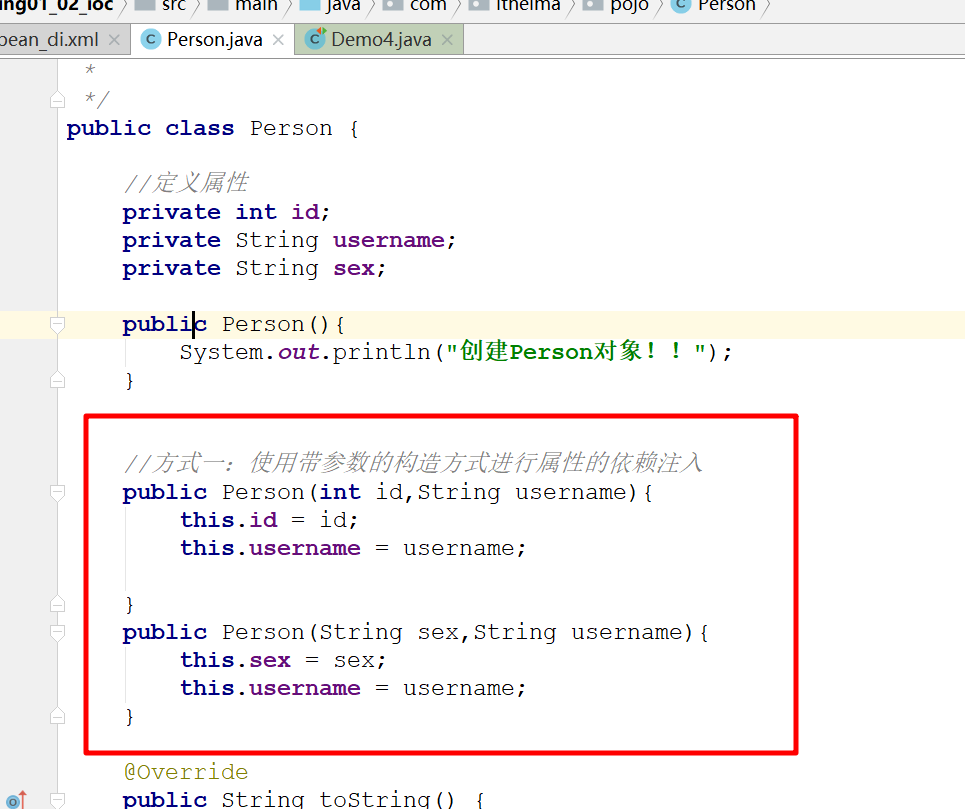 ing01_02_ioc src main java com itheima pojo Person
bean_di.xml Person.java Demo4.java
*
*/
public class Person {
//定义属性
private int id;
private String username;
private String sex;
public Person(){
System.out.println("创建Person对象！！");
}
//方式一：使用带参数的构造方式进行属性的依赖注入
public Person(int id,String username){
this.id = id;
this.username = username;
}
public Person(String sex,String username){
this.sex = sex;
this.username = username;
}
@Override
public String toString() {